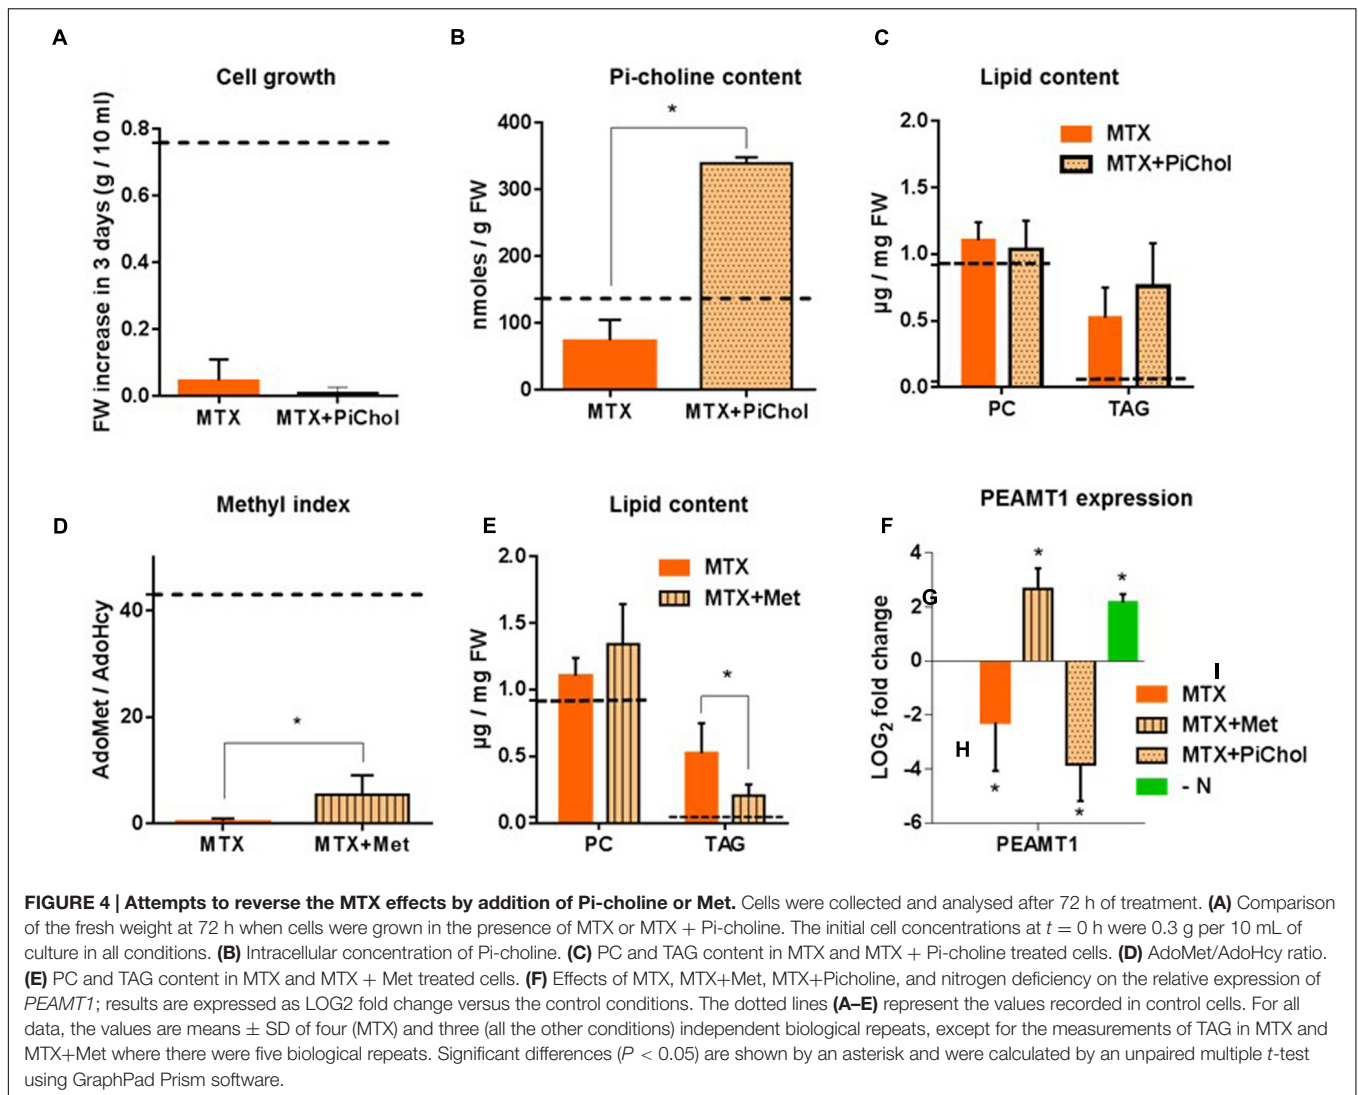 A
Cell growth
FW increase in 3 days (g / 10 ml)
0.8
0.6
0.4
0.2
0.0
MTX
MTX+PiChol
B
Pi-choline content
*
nmoles / g FW
400
300
200
100
0
MTX
MTX+PiChol
C
Lipid content
µg / mg FW
2.0
1.5
1.0
0.5
0.0
MTX
MTX+PiChol
PC
TAG
D
Methyl index
AdoMet / AdoHcy
40
20
0
*
MTX
MTX+Met
E
Lipid content
µg / mg FW
2.0
1.5
1.0
0.5
0.0
MTX
MTX+Met
*
PC
TAG
F
PEAMT1 expression
LOG2 fold change
4
2
0
-2
-4
-6
G
H
I
*
*
*
*
MTX
MTX+Met
MTX+PiChol
- N
PEAMT1
FIGURE 4 | Attempts to reverse the MTX effects by addition of Pi-choline or Met. Cells were collected and analysed after 72 h of treatment. (A) Comparison
of the fresh weight at 72 h when cells were grown in the presence of MTX or MTX + Pi-choline. The initial cell concentrations at t = 0 h were 0.3 g per 10 mL of
culture in all conditions. (B) Intracellular concentration of Pi-choline. (C) PC and TAG content in MTX and MTX + Pi-choline treated cells. (D) AdoMet/AdoHcy ratio.
(E) PC and TAG content in MTX and MTX + Met treated cells. (F) Effects of MTX, MTX+Met, MTX+Picholine, and nitrogen deficiency on the relative expression of
PEAMT1; results are expressed as LOG2 fold change versus the control conditions. The dotted lines (A–E) represent the values recorded in control cells. For all
data, the values are means ± SD of four (MTX) and three (all the other conditions) independent biological repeats, except for the measurements of TAG in MTX and
MTX+Met where there were five biological repeats. Significant differences (P < 0.05) are shown by an asterisk and were calculated by an unpaired multiple t-test
using GraphPad Prism software.